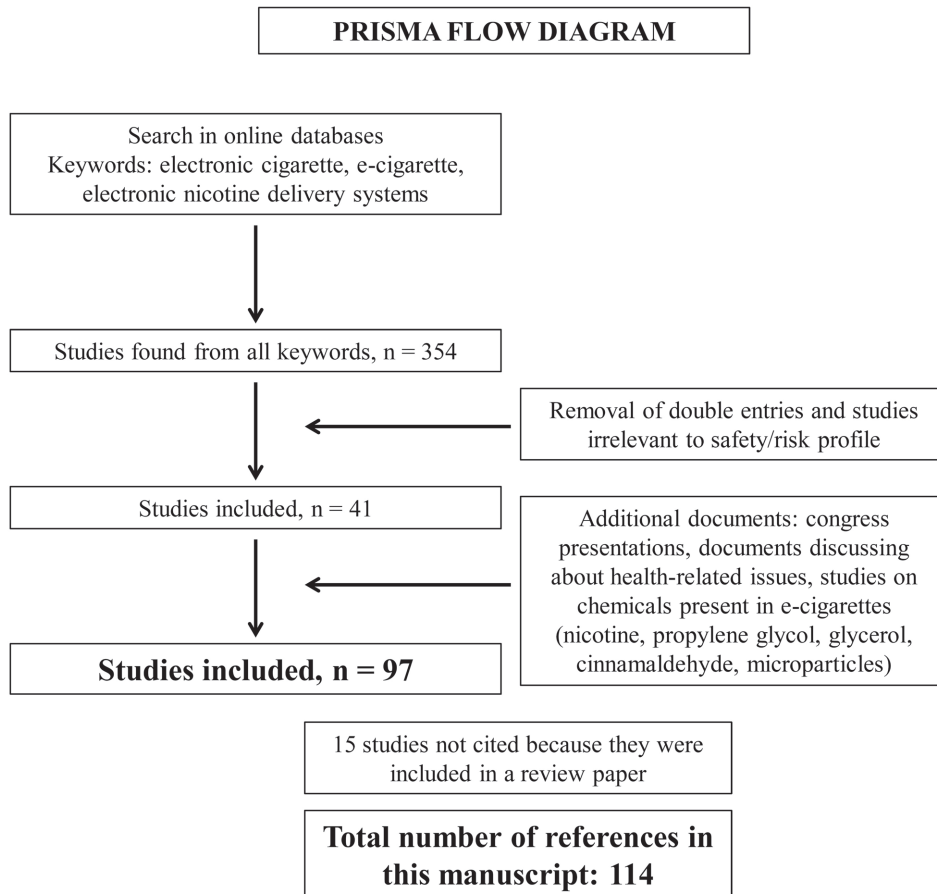 PRISMA FLOW DIAGRAM
Search in online databases
Keywords: electronic cigarette, e-cigarette,
electronic nicotine delivery systems
Studies found from all keywords, n = 354
Removal of double entries and studies
irrelevant to safety/risk profile
Studies included, n = 41
Additional documents: congress
presentations, documents discussing
about health-related issues, studies on
chemicals present in e-cigarettes
(nicotine, propylene glycol, glycerol,
cinnamaldehyde, microparticles)
Studies included, n = 97
15 studies not cited because they were
included in a review paper
Total number of references in
this manuscript: 114